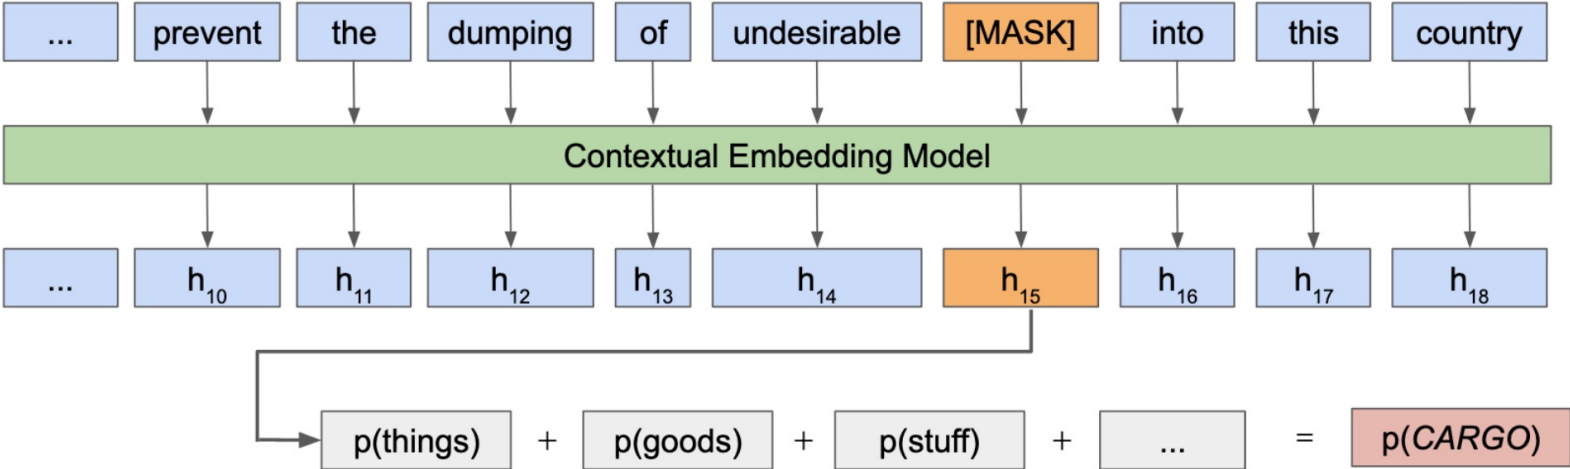 ... prevent the dumping of undesirable [MASK] into this country
Contextual Embedding Model
... h₁₀ h₁₁ h₁₂ h₁₃ h₁₄ h₁₅ h₁₆ h₁₇ h₁₈
p(things) + p(goods) + p(stuff) + ... = p(CARGO)